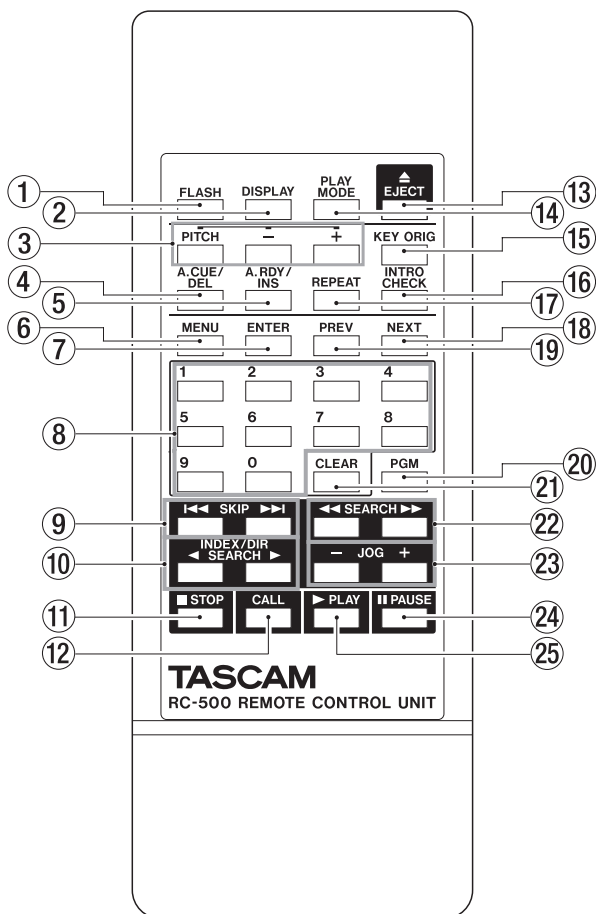 PLAY
FLASH DISPLAY MODE EJECT
① ② ⑬ ⑭
PITCH − + KEY ORIG
③ ⑮
A.CUE/ A.RDY/ INTRO
DEL INS REPEAT CHECK
④ ⑤ ⑯ ⑰
MENU ENTER PREV NEXT
⑥ ⑦ ⑱ ⑲
1 2 3 4
5 6 7 8
⑧
9 0 CLEAR PGM
⑳ ㉑
SKIP SEARCH
⑨ ㉒
INDEX/DIR − JOG +
SEARCH
⑩ ㉓
STOP CALL PLAY PAUSE
⑪ ⑫ ㉔ ㉕
TASCAM
RC-500 REMOTE CONTROL UNIT